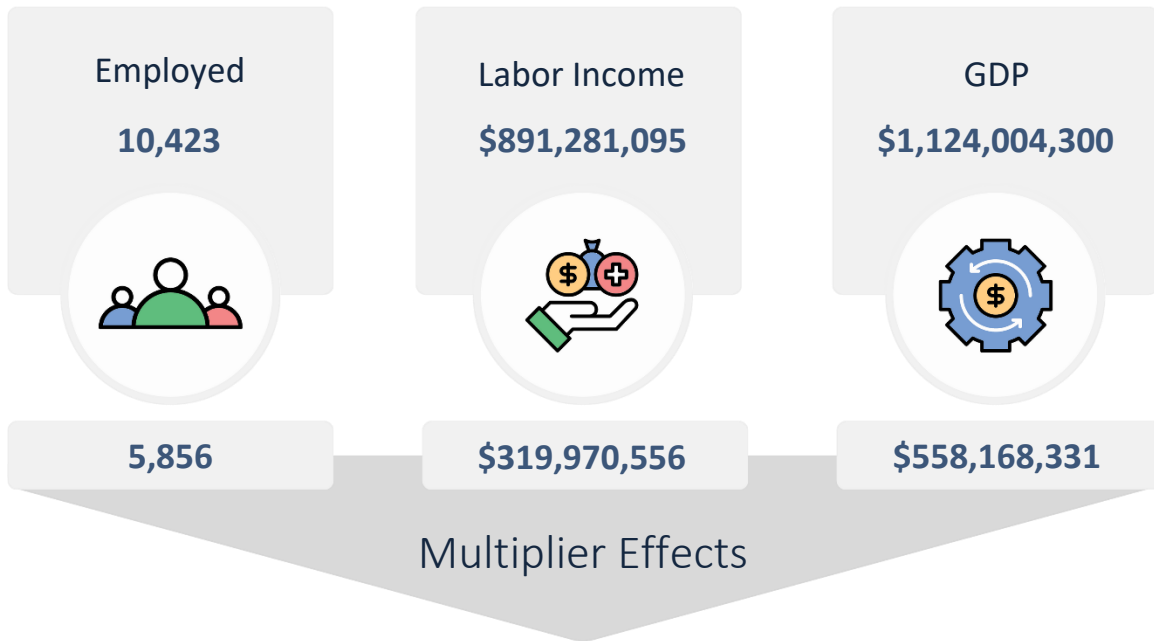 Employed
10,423
Labor Income
$891,281,095
GDP
$1,124,004,300
$
$
5,856
$319,970,556
$558,168,331
Multiplier Effects